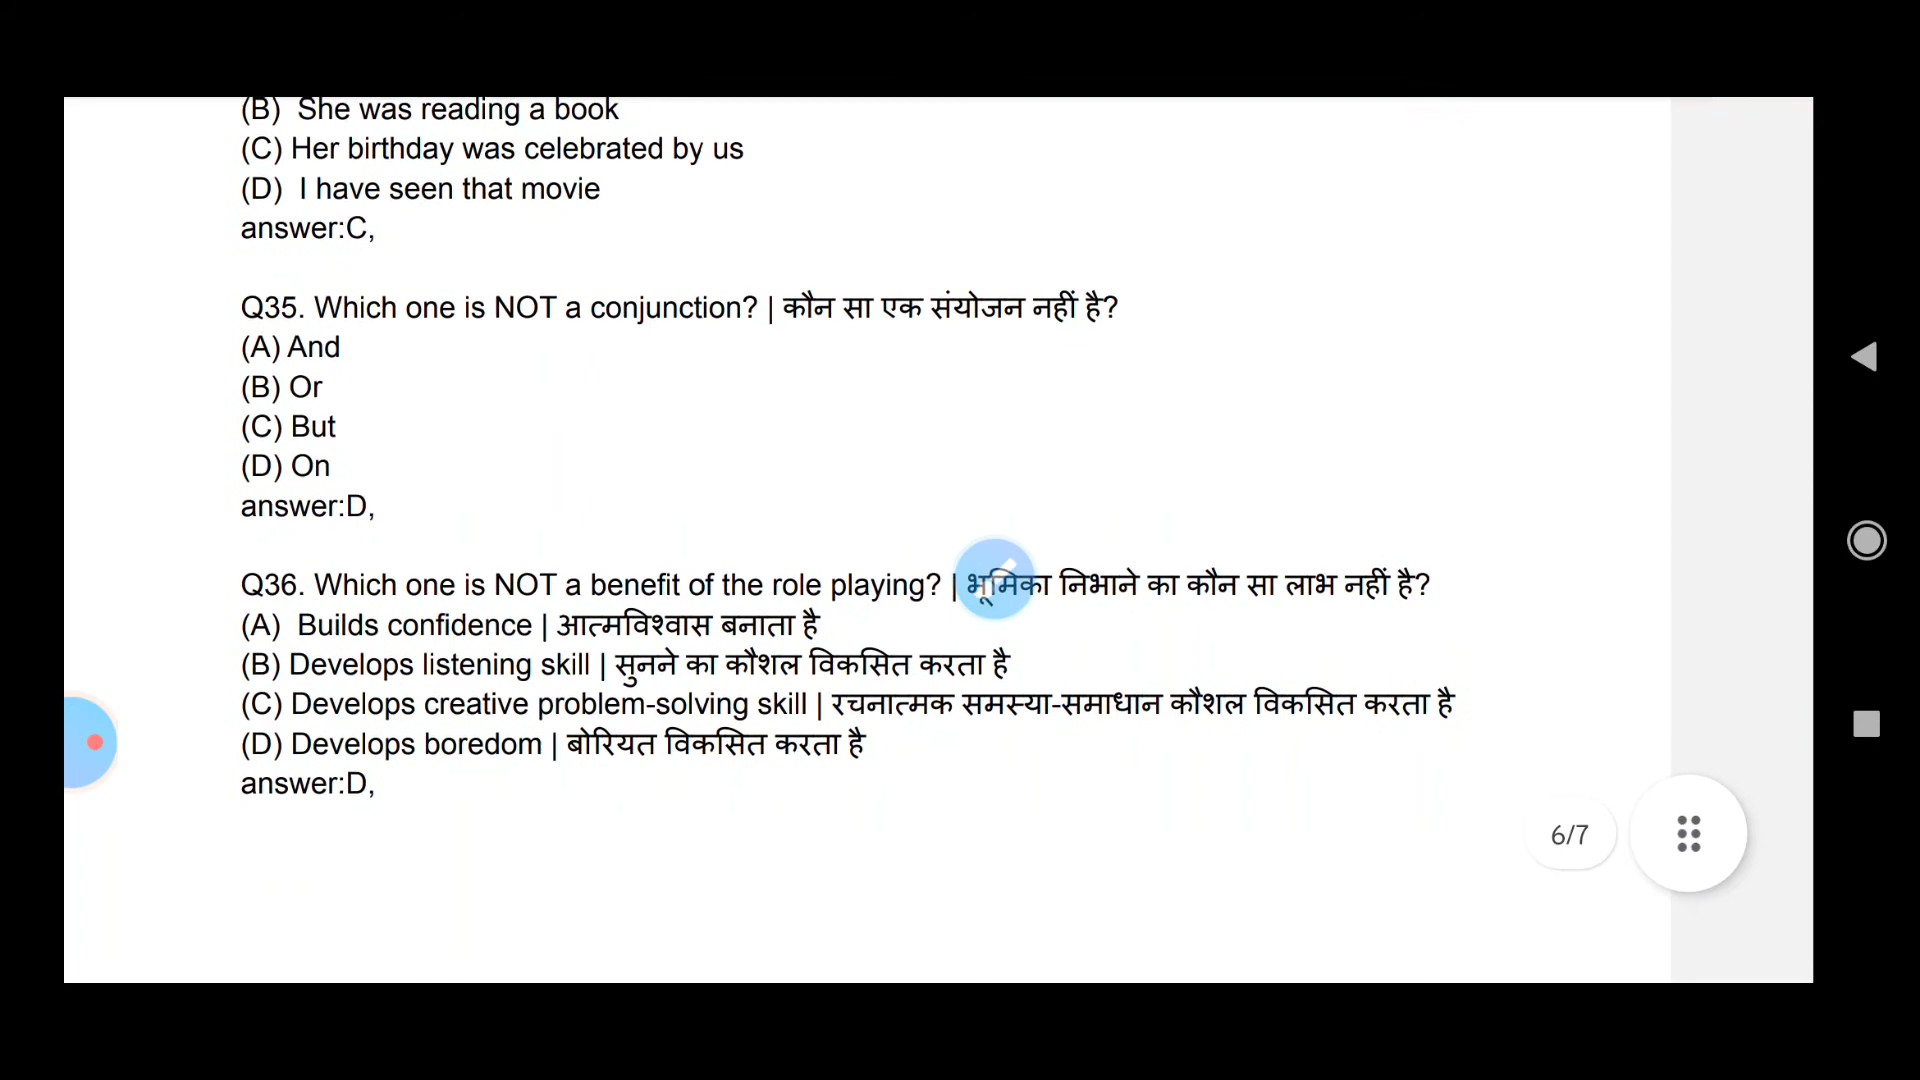 (B) She was reading a book
(C) Her birthday was celebrated by us
(D) I have seen that movie
answer:C,
Q35. Which one is NOT a conjunction? | कौन सा एक संयोजन नहीं है?
(A) And
(B) Or
(C) But
(D) On
answer:D,
Q36. Which one is NOT a benefit of the role playing? | भूमिका निभाने का कौन सा लाभ नहीं है?
(A) Builds confidence | आत्मविश्वास बनाता है
(B) Develops listening skill | सुनने का कौशल विकसित करता है
(C) Develops creative problem-solving skill | रचनात्मक समस्या-समाधान कौशल विकसित करता है
(D) Develops boredom | बोरियत विकसित करता है
answer:D,
6/7